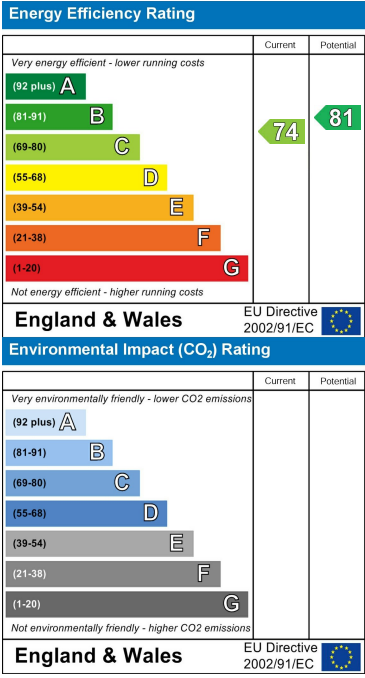 Energy Efficiency Rating
Current Potential
Very energy efficient - lower running costs
(92 plus) A
(81-91) B
(69-80) C
(55-68) D
(39-54) E
(21-38) F
(1-20) G
74
81
Not energy efficient - higher running costs
England & Wales
EU Directive
2002/91/EC
Environmental Impact (CO₂) Rating
Current Potential
Very environmentally friendly - lower CO2 emissions
(92 plus) A
(81-91) B
(69-80) C
(55-68) D
(39-54) E
(21-38) F
(1-20) G
Not environmentally friendly - higher CO2 emissions
England & Wales
EU Directive
2002/91/EC